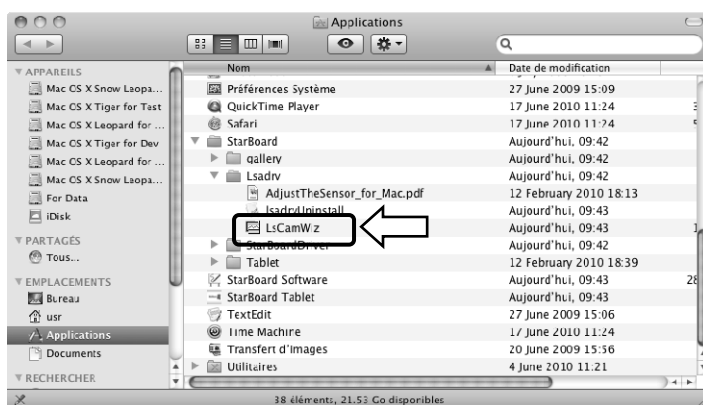 Applications
Nom Date de modification
APPAREILS
Mac OS X Snow Leopa...
Mac OS X Tiger for Test
Mac OS X Leopard for ...
Mac OS X Tiger for Dev
Mac OS X Leopard for ...
Mac OS X Snow Leopa...
For Data
iDisk
PARTAGÉS
Tous...
EMPLACEMENTS
Bureau
usr
Applications
Documents
RECHERCHER
Préférences Système 27 June 2009 15:09
QuickTime Player 17 June 2010 11:24
Safari 17 June 2010 11:24
StarBoard Aujourd'hui, 09:42
gallery Aujourd'hui, 09:42
Lsadrv Aujourd'hui, 09:42
AdjustTheSensor_for_Mac.pdf 12 February 2010 18:13
lsadrvUninstall Aujourd'hui, 09:43
LsCamWiz Aujourd'hui, 09:43
StarBoardDriver Aujourd'hui, 09:42
Tablet 12 February 2010 18:39
StarBoard Software Aujourd'hui, 09:43 28
StarBoard Tablet Aujourd'hui, 09:43
TextEdit 27 June 2009 15:06
Time Machine 17 June 2010 11:24
Transfert d'Images 20 June 2009 15:56
Utilitaires 4 June 2010 11:21
38 éléments, 21.53 Go disponibles